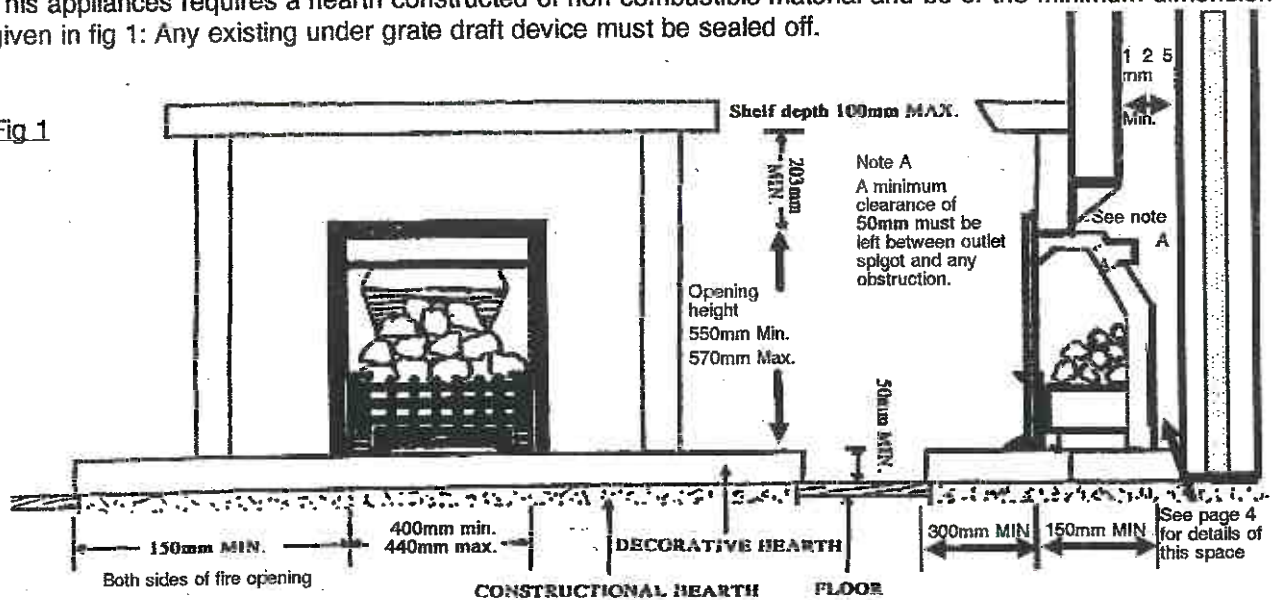 This appliances requires a hearth constructed of non combustible material and be of the minimum dimension
given in fig 1: Any existing under grate draft device must be sealed off.
Fig 1
Shelf depth 100mm MAX.
203mm
MIN.
Note A
A minimum
clearance of
50mm must be
left between outlet
spigot and any
obstruction.
1 2 5
mm
Min.
See note
A
A
Opening
height
550mm Min.
570mm Max.
50mm MIN.
150mm MIN.
Both sides of fire opening
400mm min.
440mm max.
DECORATIVE HEARTH
CONSTRUCTIONAL HEARTH
FLOOR
300mm MIN
150mm MIN
See page 4
for details of
this space